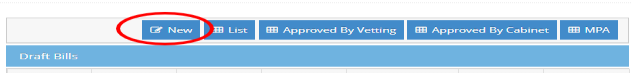 New List Approved By Vetting Approved By Cabinet MPA
Draft Bills